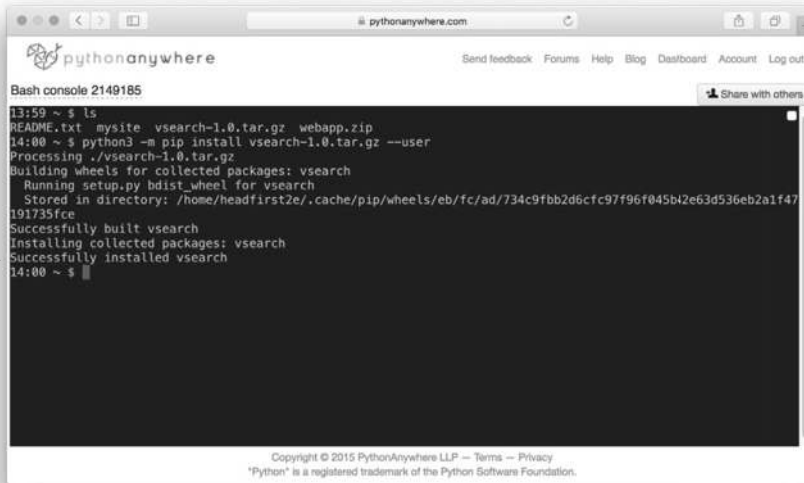 pythonanywhere.com
pythonanywhere
Send feedback Forums Help Blog Dashboard Account Log out
Bash console 2149185
Share with others
13:59 ~ $ ls
README.txt mysite vsearch-1.0.tar.gz webapp.zip
14:00 ~ $ python3 -m pip install vsearch-1.0.tar.gz --user
Processing ./vsearch-1.0.tar.gz
Building wheels for collected packages: vsearch
Running setup.py bdist_wheel for vsearch
Stored in directory: /home/headfirst2e/.cache/pip/wheels/eb/fc/ad/734c9fbb2d6cfc97f96f045b42e63d536eb2a1f47
191735fce
Successfully built vsearch
Installing collected packages: vsearch
Successfully installed vsearch
14:00 ~ $
Copyright © 2015 PythonAnywhere LLP — Terms — Privacy
"Python" is a registered trademark of the Python Software Foundation.